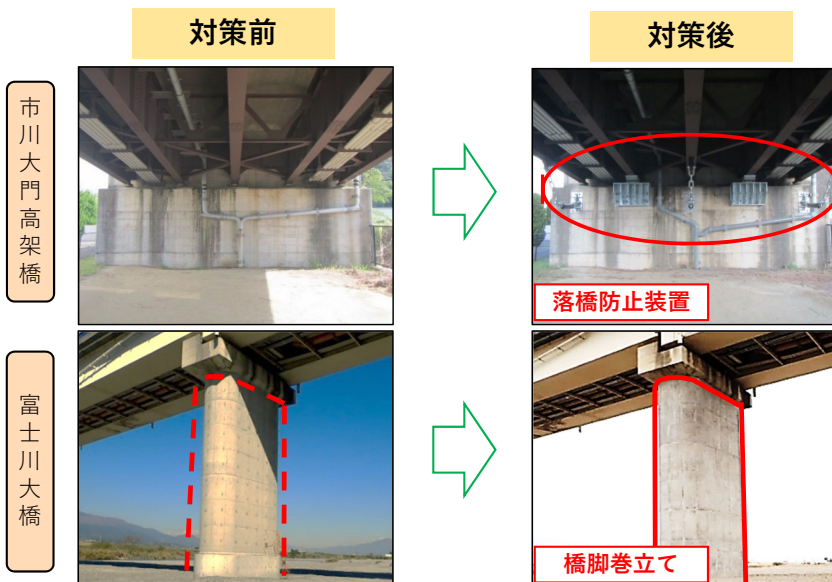 対策前
対策後
市川大門高架橋
落橋防止装置
富士川大橋
橋脚巻立て